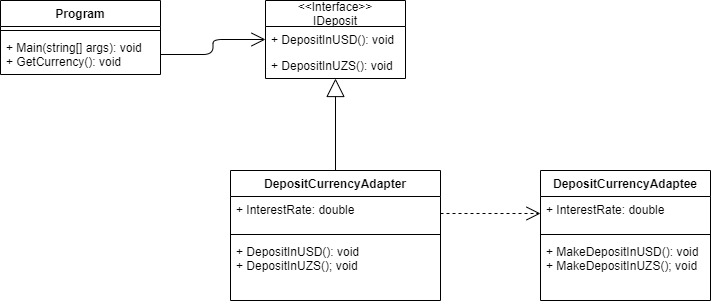 Program
+ Main(string[] args): void
+ GetCurrency(): void
<<Interface>>
IDeposit
+ DepositInUSD(): void
+ DepositInUZS(): void
DepositCurrencyAdapter
+ InterestRate: double
+ DepositInUSD(): void
+ DepositInUZS(); void
DepositCurrencyAdaptee
+ InterestRate: double
+ MakeDepositInUSD(): void
+ MakeDepositInUZS(); void